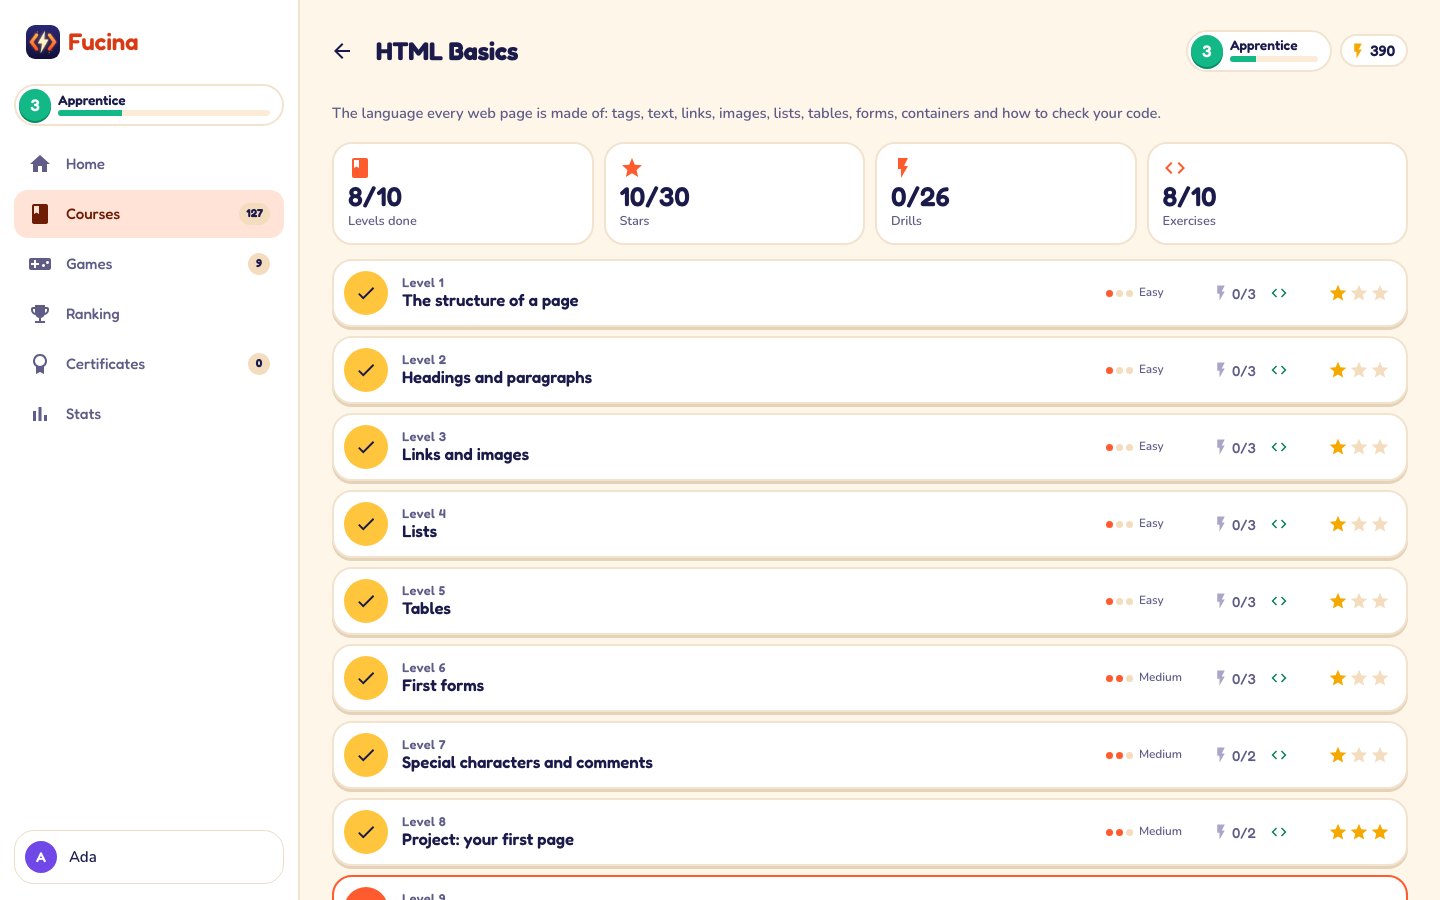 Fucina
3 Apprentice
Home
Courses 127
Games 9
Ranking
Certificates 0
Stats
A Ada
HTML Basics
3 Apprentice
390
The language every web page is made of: tags, text, links, images, lists, tables, forms, containers and how to check your code.
8/10
Levels done
10/30
Stars
0/26
Drills
8/10
Exercises
Level 1
The structure of a page
Easy 0/3
Level 2
Headings and paragraphs
Easy 0/3
Level 3
Links and images
Easy 0/3
Level 4
Lists
Easy 0/3
Level 5
Tables
Easy 0/3
Level 6
First forms
Medium 0/3
Level 7
Special characters and comments
Medium 0/2
Level 8
Project: your first page
Medium 0/2
Level 9